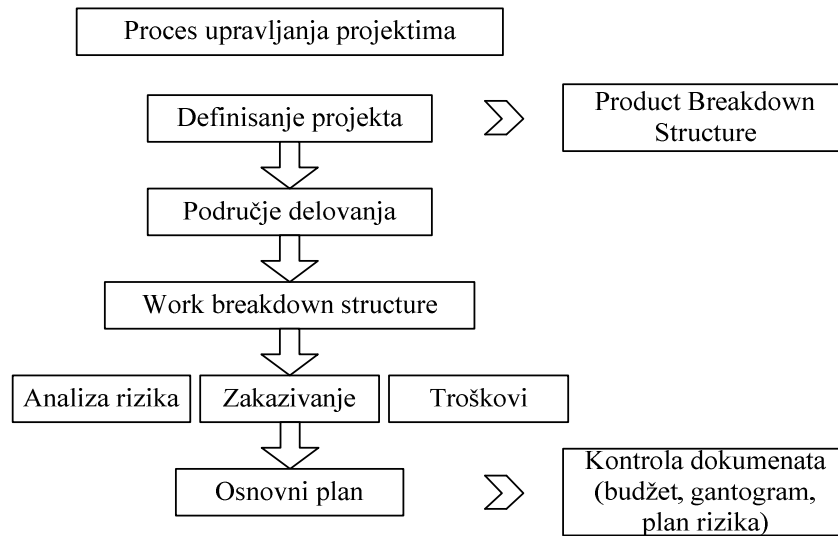 Proces upravljanja projektima
Definisanje projekta
Product Breakdown
Structure
Područje delovanja
Work breakdown structure
Analiza rizika
Zakazivanje
Troškovi
Osnovni plan
Kontrola dokumenata
(budžet, gantogram,
plan rizika)